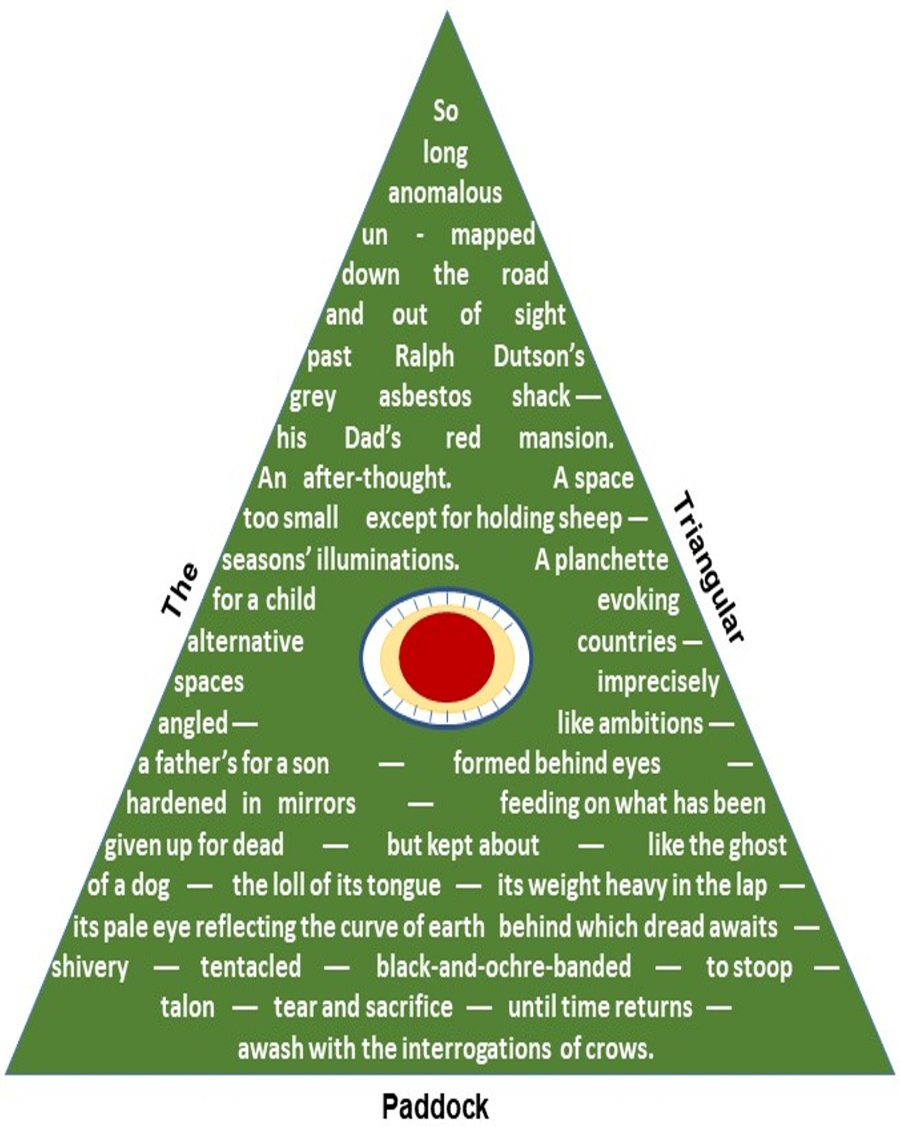 So
long
anomalous
un - mapped
down the road
and out of sight
past Ralph Dutson’s
grey asbestos shack —
his Dad’s red mansion.
An after-thought. A space
too small except for holding sheep —
seasons’ illuminations. A planchette
for a child evoking
alternative countries —
spaces imprecisely
angled — like ambitions —
a father’s for a son — formed behind eyes —
hardened in mirrors — feeding on what has been
given up for dead — but kept about — like the ghost
of a dog — the loll of its tongue — its weight heavy in the lap —
its pale eye reflecting the curve of earth behind which dread awaits —
shivery — tentacled — black-and-ochre-banded — to stoop —
talon — tear and sacrifice — until time returns —
awash with the interrogations of crows.
The
Triangular
Paddock